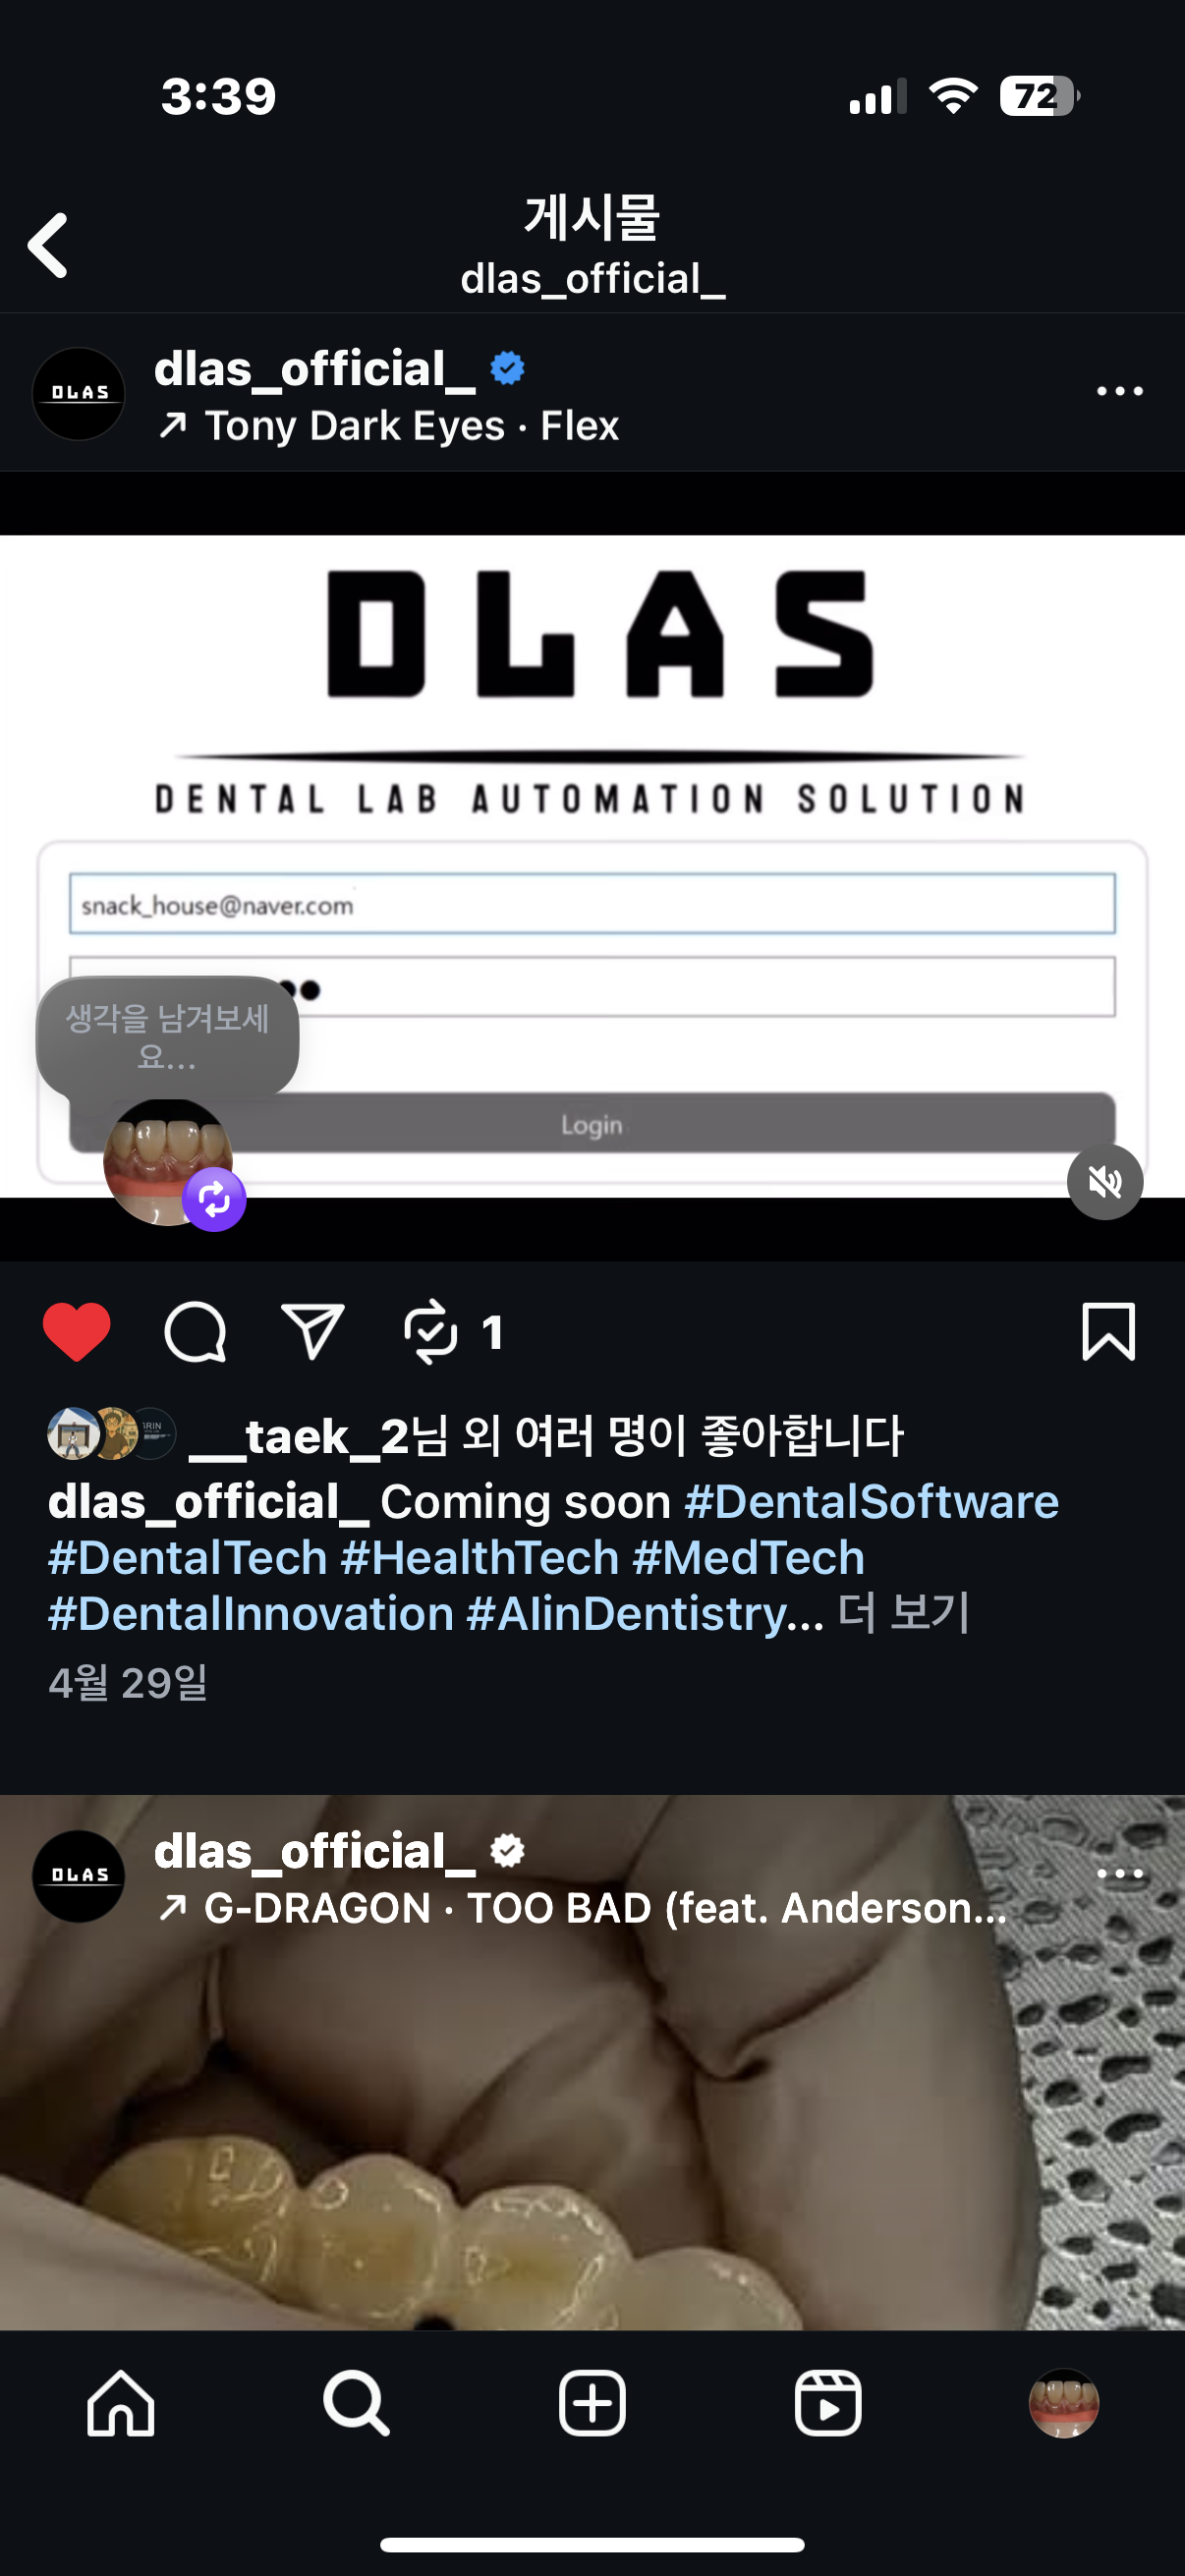 3:39
72
게시물
dlas_official_
DLAS
dlas_official_
Tony Dark Eyes · Flex
DLAS
DENTAL LAB AUTOMATION SOLUTION
snack_house@naver.com
생각을 남겨보세
요...
Login
1
RIN
__taek_2님 외 여러 명이 좋아합니다
dlas_official_ Coming soon #DentalSoftware
#DentalTech #HealthTech #MedTech
#DentalInnovation #AIinDentistry... 더 보기
4월 29일
DLAS
dlas_official_
G-DRAGON · TOO BAD (feat. Anderson...